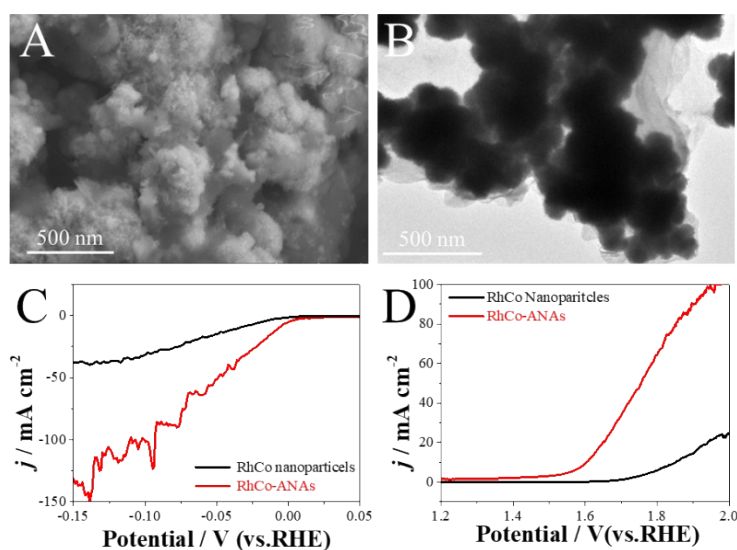 A
500 nm
B
500 nm
C
0
-50
-100
-150
j / mA cm-2
RhCo nanoparticels
RhCo-ANAs
-0.15
-0.10
-0.05
0.00
0.05
Potential / V (vs.RHE)
D
100
80
60
40
20
0
j / mA cm-2
RhCo Nanoparitcles
RhCo-ANAs
1.2
1.4
1.6
1.8
2.0
Potential / V(vs.RHE)